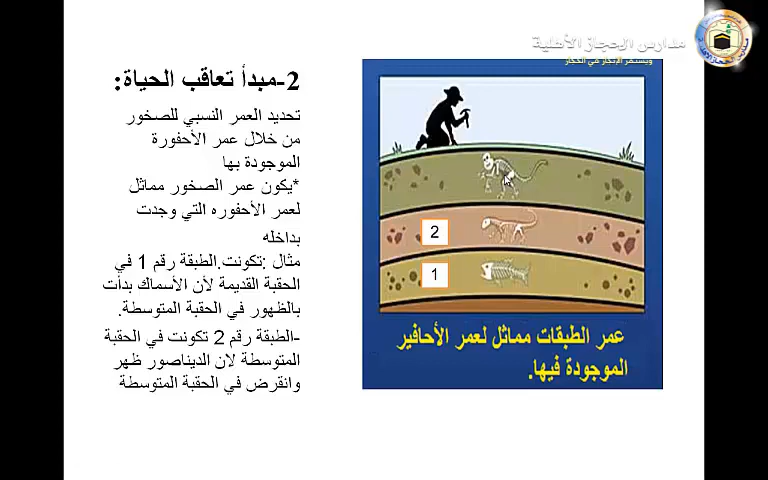 مدارس الحجاز الأهلية
2-مبدأ تعاقب الحياة:
تحديد العمر النسبي للصخور
من خلال عمر الأحفورة
الموجودة بها
*يكون عمر الصخور مماثل
لعمر الأحفوره التي وجدت
بداخله
مثال :تكونت.الطبقة رقم 1 في
الحقبة القديمة لأن الأسماك بدأت
بالظهور في الحقبة المتوسطة.
-الطبقة رقم 2 تكونت في الحقبة
المتوسطة لان الديناصور ظهر
وانقرض في الحقبة المتوسطة
2
1
عمر الطبقات مماثل لعمر الأحافير
الموجودة فيها.